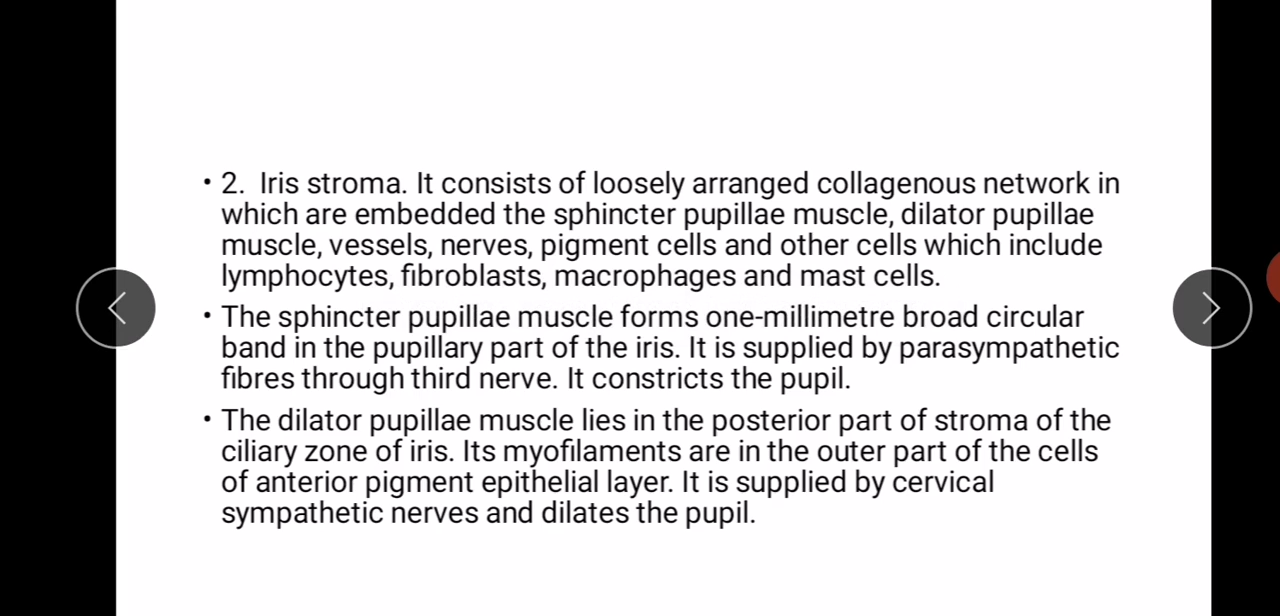 • 2. Iris stroma. It consists of loosely arranged collagenous network in
which are embedded the sphincter pupillae muscle, dilator pupillae
muscle, vessels, nerves, pigment cells and other cells which include
lymphocytes, fibroblasts, macrophages and mast cells.
• The sphincter pupillae muscle forms one-millimetre broad circular
band in the pupillary part of the iris. It is supplied by parasympathetic
fibres through third nerve. It constricts the pupil.
• The dilator pupillae muscle lies in the posterior part of stroma of the
ciliary zone of iris. Its myofilaments are in the outer part of the cells
of anterior pigment epithelial layer. It is supplied by cervical
sympathetic nerves and dilates the pupil.